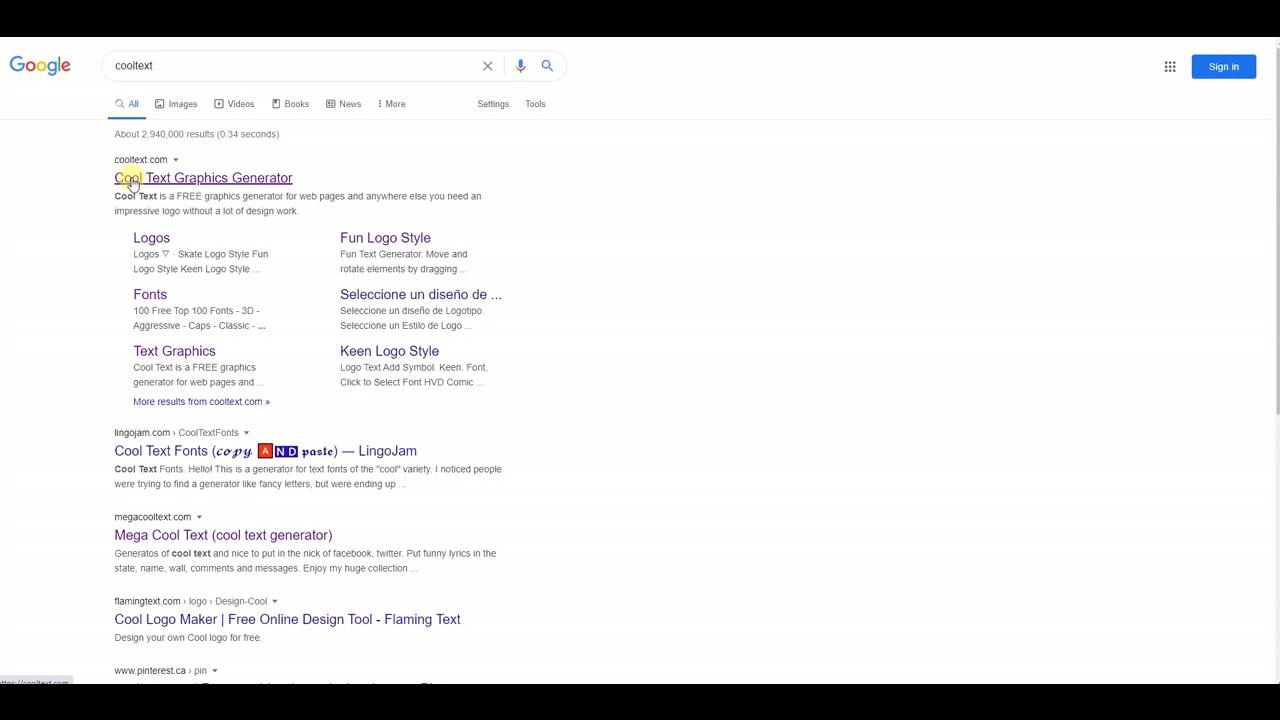 Google
cooltext
Sign in
All Images Videos Books News More Settings Tools
About 2,940,000 results (0.34 seconds)
cooltext.com
Cool Text Graphics Generator
Cool Text is a FREE graphics generator for web pages and anywhere else you need an
impressive logo without a lot of design work.
Logos
Logos ▽ · Skate Logo Style Fun
Logo Style Keen Logo Style ...
Fun Logo Style
Fun Text Generator. Move and
rotate elements by dragging ...
Fonts
100 Free Top 100 Fonts - 3D -
Aggressive - Caps - Classic - ...
Seleccione un diseño de ...
Seleccione un diseño de Logotipo.
Seleccione un Estilo de Logo ...
Text Graphics
Cool Text is a FREE graphics
generator for web pages and ...
Keen Logo Style
Logo Text Add Symbol. Keen. Font,
Click to Select Font HVD Comic ...
More results from cooltext.com »
lingojam.com › CoolTextFonts
Cool Text Fonts (𝓬𝓸𝓹𝔂 🅰🅽🅳 𝖕𝖆𝖘𝖙𝖊) — LingoJam
Cool Text Fonts. Hello! This is a generator for text fonts of the "cool" variety. I noticed people
were trying to find a generator like fancy letters, but were ending up ...
megacooltext.com
Mega Cool Text (cool text generator)
Generatos of cool text and nice to put in the nick of facebook, twitter. Put funny lyrics in the
state, name, wall, comments and messages. Enjoy my huge collection ...
flamingtext.com › logo › Design-Cool
Cool Logo Maker | Free Online Design Tool - Flaming Text
Design your own Cool logo for free.
www.pinterest.ca › pin